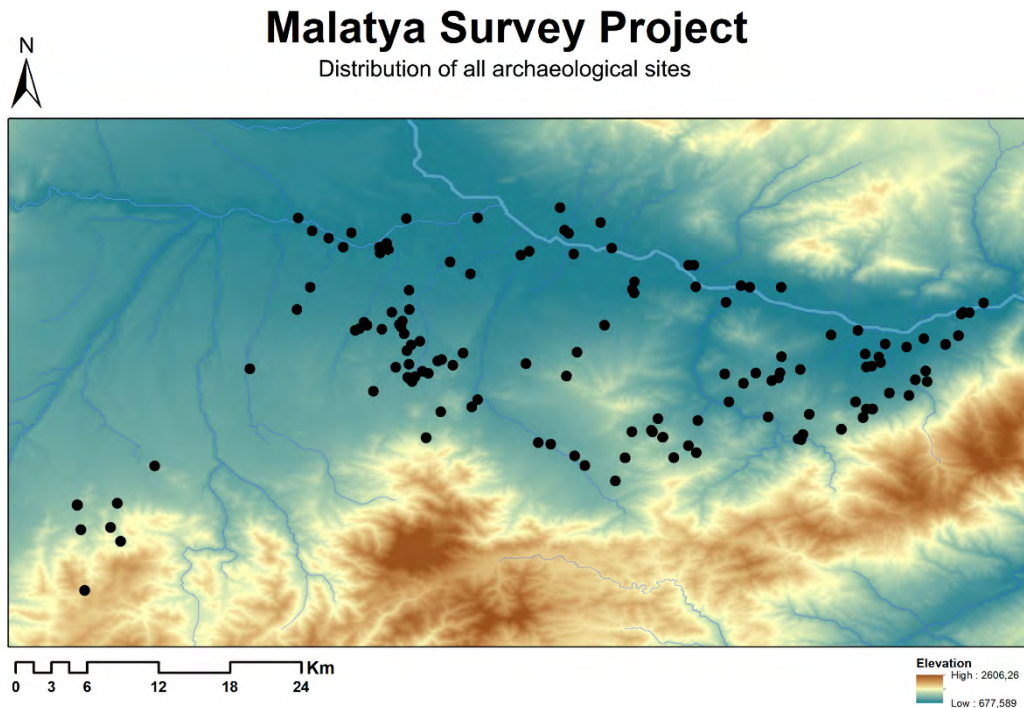 Malatya Survey Project
Distribution of all archaeological sites
N
Km
0 3 6 12 18 24
Elevation
High : 2606,26
Low : 677,589